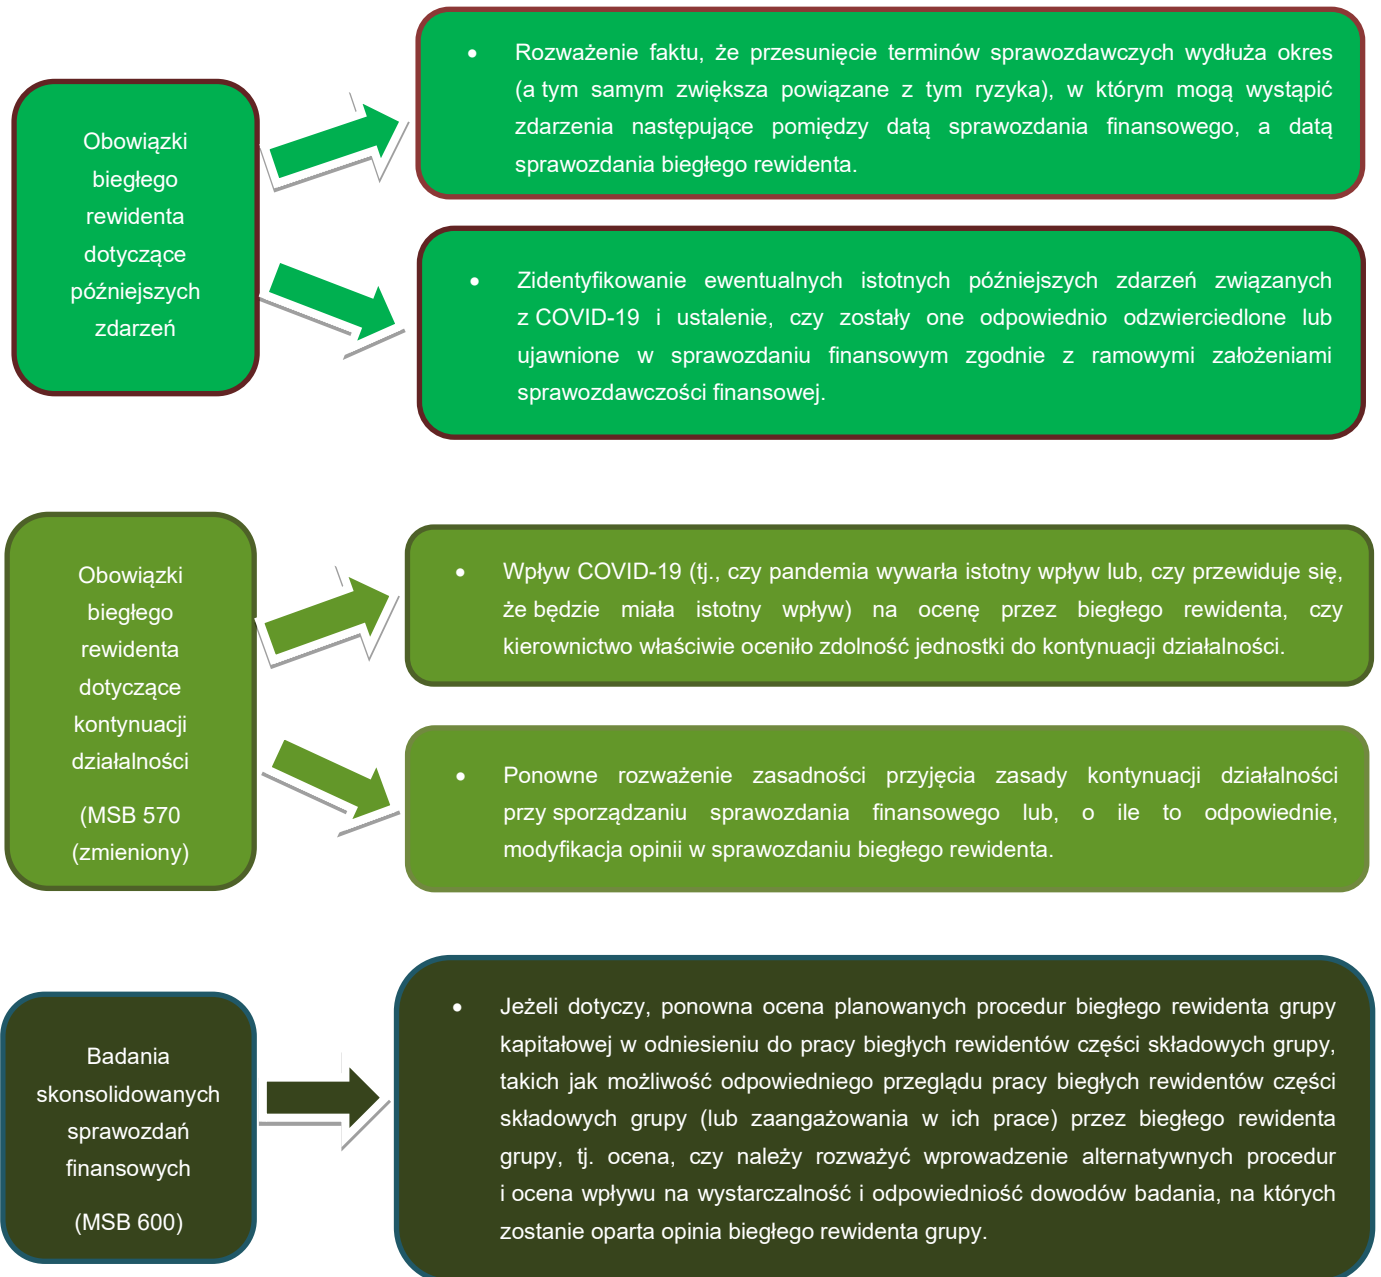 Obowiązki
biegłego
rewidenta
dotyczące
późniejszych
zdarzeń
• Rozważenie faktu, że przesunięcie terminów sprawozdawczych wydłuża okres
(a tym samym zwiększa powiązane z tym ryzyka), w którym mogą wystąpić
zdarzenia następujące pomiędzy datą sprawozdania finansowego, a datą
sprawozdania biegłego rewidenta.
• Zidentyfikowanie ewentualnych istotnych późniejszych zdarzeń związanych
z COVID-19 i ustalenie, czy zostały one odpowiednio odzwierciedlone lub
ujawnione w sprawozdaniu finansowym zgodnie z ramowymi założeniami
sprawozdawczości finansowej.
Obowiązki
biegłego
rewidenta
dotyczące
kontynuacji
działalności
(MSB 570
(zmieniony)
• Wpływ COVID-19 (tj., czy pandemia wywarła istotny wpływ lub, czy przewiduje się,
że będzie miała istotny wpływ) na ocenę przez biegłego rewidenta, czy
kierownictwo właściwie oceniło zdolność jednostki do kontynuacji działalności.
• Ponowne rozważenie zasadności przyjęcia zasady kontynuacji działalności
przy sporządzaniu sprawozdania finansowego lub, o ile to odpowiednie,
modyfikacja opinii w sprawozdaniu biegłego rewidenta.
Badania
skonsolidowanych
sprawozdań
finansowych
(MSB 600)
• Jeżeli dotyczy, ponowna ocena planowanych procedur biegłego rewidenta grupy
kapitałowej w odniesieniu do pracy biegłych rewidentów części składowych grupy,
takich jak możliwość odpowiedniego przeglądu pracy biegłych rewidentów części
składowych grupy (lub zaangażowania w ich prace) przez biegłego rewidenta
grupy, tj. ocena, czy należy rozważyć wprowadzenie alternatywnych procedur
i ocena wpływu na wystarczalność i odpowiedniość dowodów badania, na których
zostanie oparta opinia biegłego rewidenta grupy.